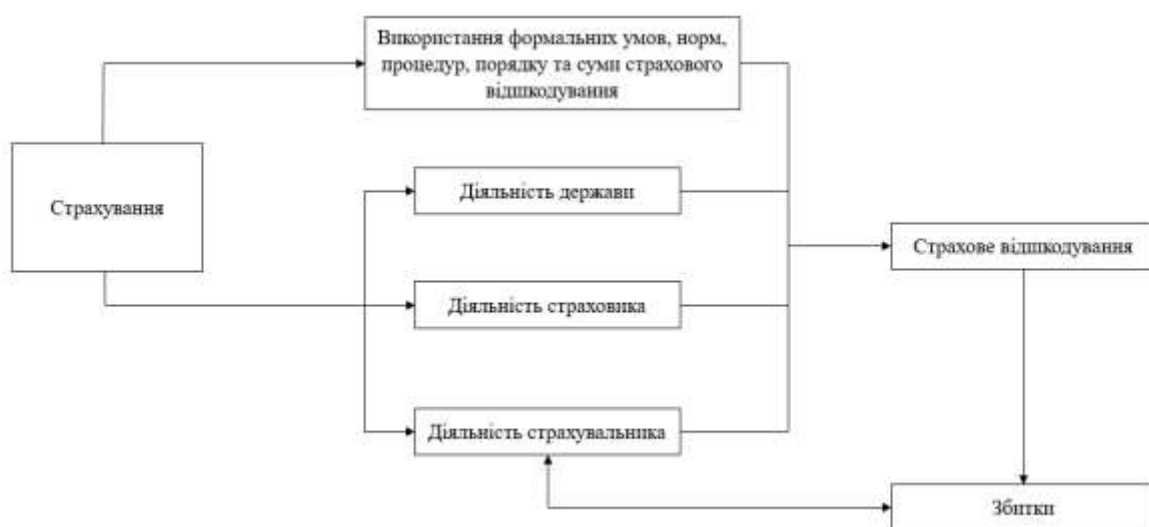 Використання формальних умов, норм,
процедур, порядку та суми страхового
відшкодування
Страхування
Діяльність держави
Страхове відшкодування
Діяльність страховика
Діяльність страхувальника
Збитки